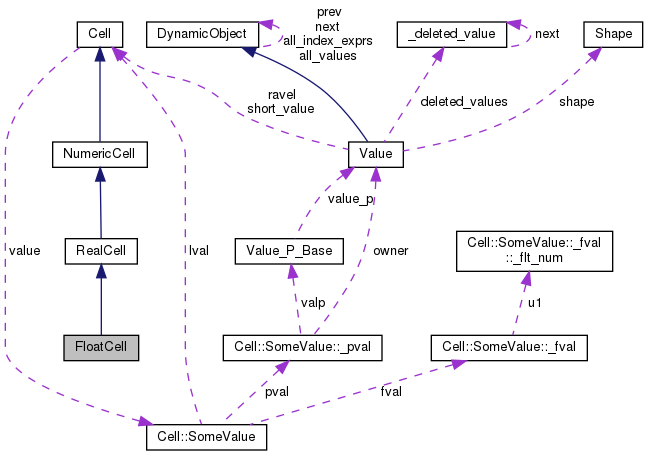 Cell
DynamicObject
prev
next
all_index_exprs
all_values
_deleted_value
next
Shape
ravel
short_value
deleted_values
shape
NumericCell
Value
value_p
value
RealCell
lval
Value_P_Base
owner
Cell::SomeValue::_fval
::_flt_num
valp
u1
FloatCell
Cell::SomeValue::_pval
Cell::SomeValue::_fval
pval
fval
Cell::SomeValue